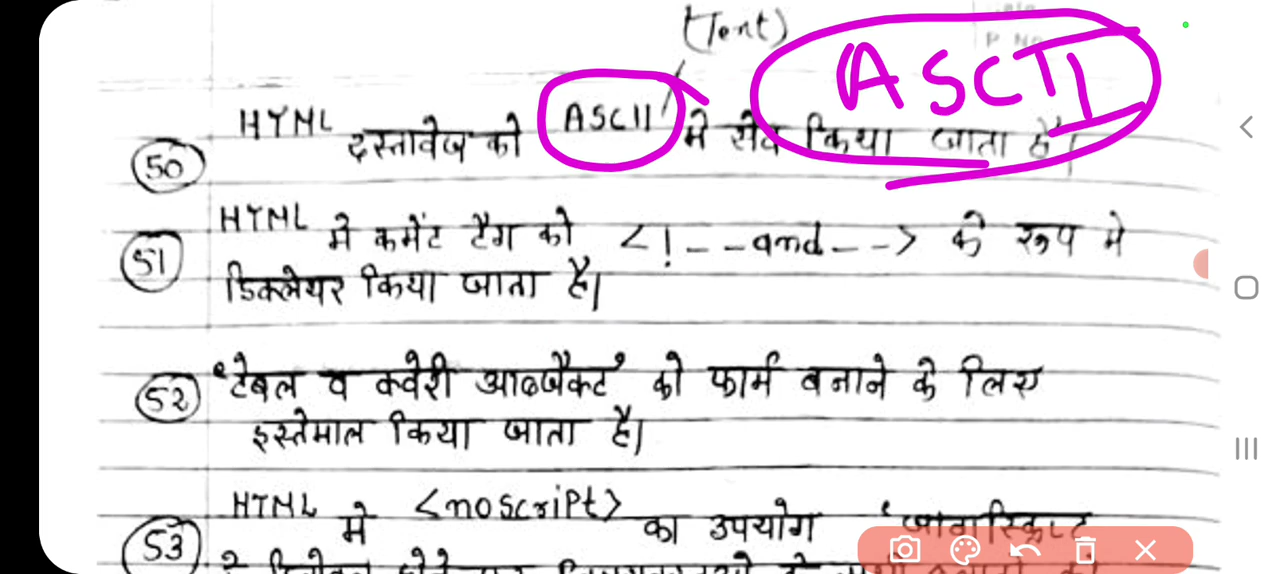 (Text)
ASCII
HTML दस्तावेज को ASCII मे सेव किया जाता है।
50
HTML मे कमेंट टैग को <!--and--> के रूप मे
51
डिक्लेयर किया जाता है।
52 'टेबल व क्वेरी आब्जैक्ट' को फार्म बनाने के लिए
इस्तेमाल किया जाता है।
HTML मे <noscript> का उपयोग
53